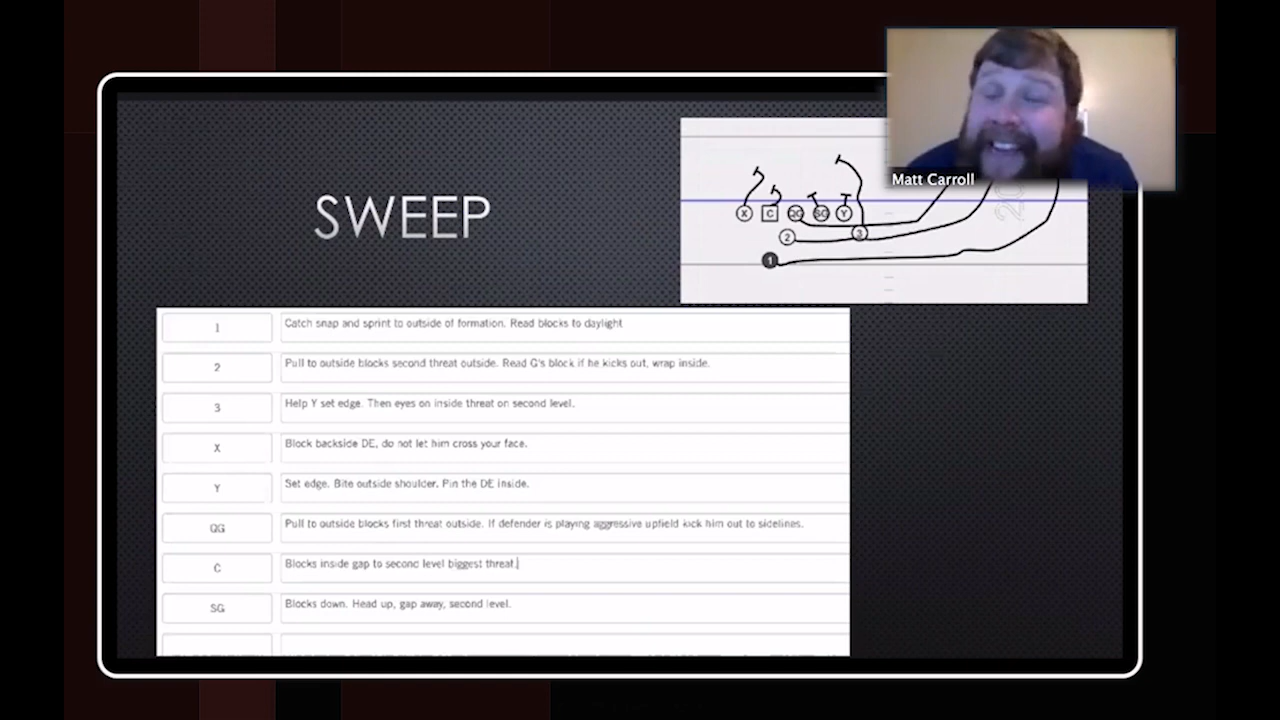 Matt Carroll
SWEEP
X C QG SG Y
2 3
1
1 Catch snap and sprint to outside of formation. Read blocks to daylight
2 Pull to outside blocks second threat outside. Read G's block if he kicks out, wrap inside.
3 Help Y set edge. Then eyes on inside threat on second level.
X Block backside DE, do not let him cross your face.
Y Set edge. Bite outside shoulder. Pin the DE inside.
QG Pull to outside blocks first threat outside. If defender is playing aggressive upfield kick him out to sidelines.
C Blocks inside gap to second level biggest threat.
SG Blocks down. Head up, gap away, second level.